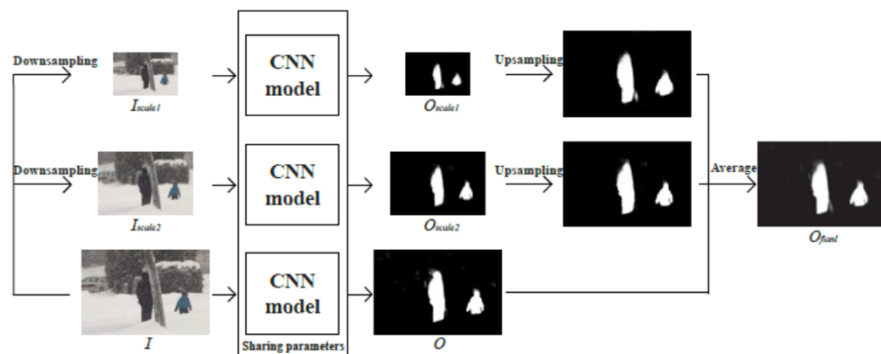 Downsampling
CNN
model
Upsampling
Iscale1
Oscale1
Downsampling
CNN
model
Upsampling
Average
Iscale2
Oscale2
Ofianl
CNN
model
I
Sharing parameters
O